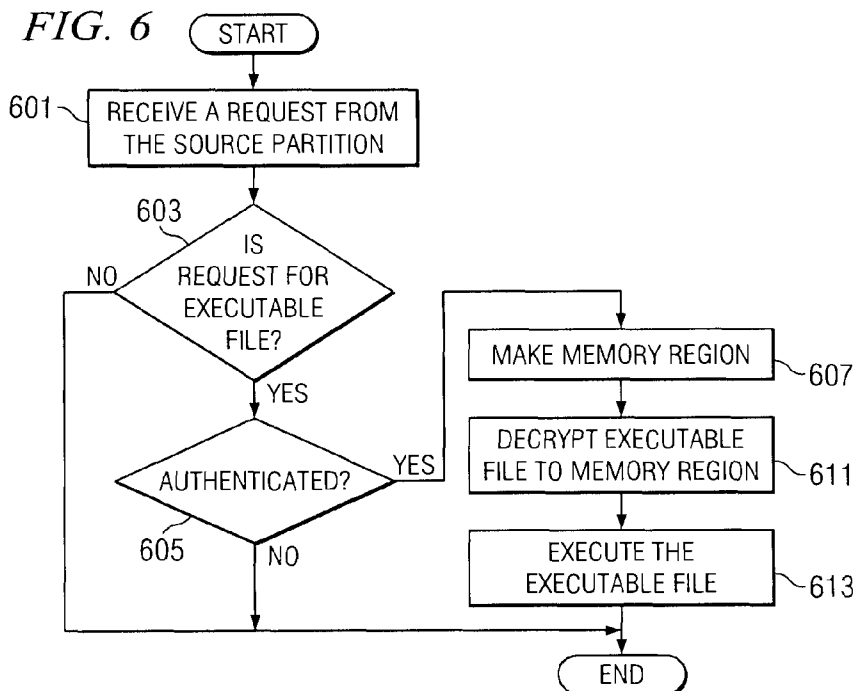 FIG. 6
START
601
RECEIVE A REQUEST FROM
THE SOURCE PARTITION
603
IS
REQUEST FOR
EXECUTABLE
FILE?
NO
YES
AUTHENTICATED?
YES
605
NO
MAKE MEMORY REGION
607
DECRYPT EXECUTABLE
FILE TO MEMORY REGION
611
EXECUTE THE
EXECUTABLE FILE
613
END